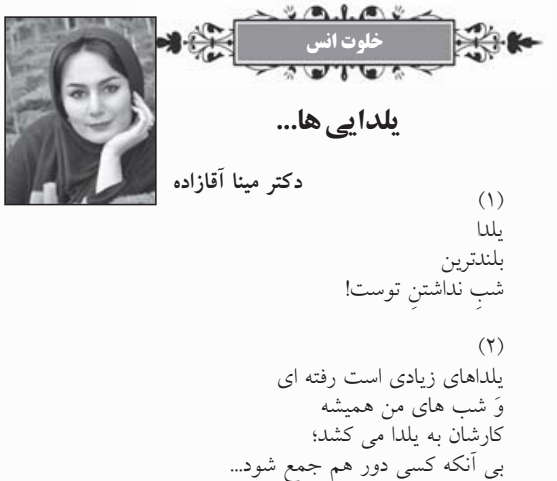 خلوت انس
یلدایی ها...
دکتر مینا آقازاده
(۱)
یلدا
بلندترین
شبِ نداشتنِ توست!
(۲)
یلداهای زیادی است رفته ای
وَ شب های من همیشه
کارشان به یلدا می کشد؛
بی آنکه کسی دور هم جمع شود...